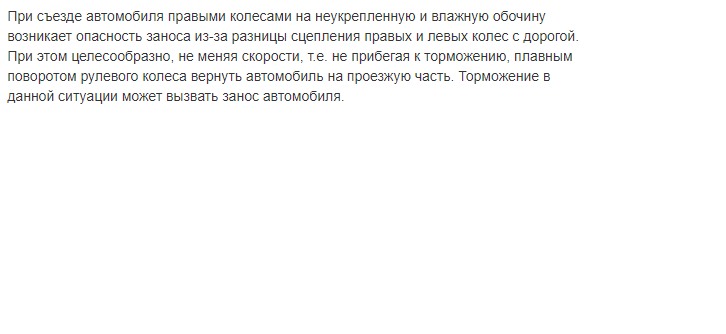 При съезде автомобиля правыми колесами на неукрепленную и влажную обочину
возникает опасность заноса из-за разницы сцепления правых и левых колес с дорогой.
При этом целесообразно, не меняя скорости, т.е. не прибегая к торможению, плавным
поворотом рулевого колеса вернуть автомобиль на проезжую часть. Торможение в
данной ситуации может вызвать занос автомобиля.